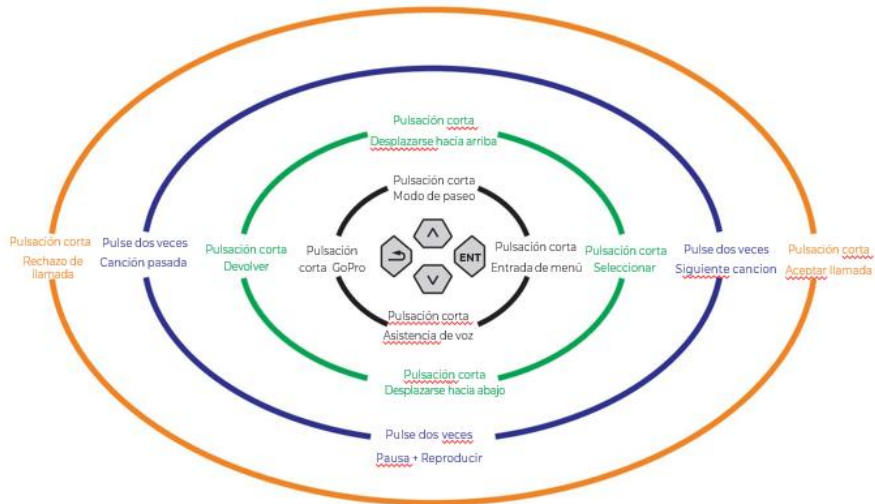 Pulsación corta
Desplazarse hacia arriba
Pulsación corta
Modo de paseo
Pulsación corta
Rechazo de
llamada
Pulse dos veces
Canción pasada
Pulsación corta
Devolver
Pulsación
corta GoPro
ENT
Pulsación corta
Entrada de menú
Pulsación corta
Seleccionar
Pulse dos veces
Siguiente cancion
Pulsación corta
Aceptar llamada
Pulsación corta
Asistencia de voz
Pulsación corta
Desplazarse hacia abajo
Pulse dos veces
Pausa + Reproducir